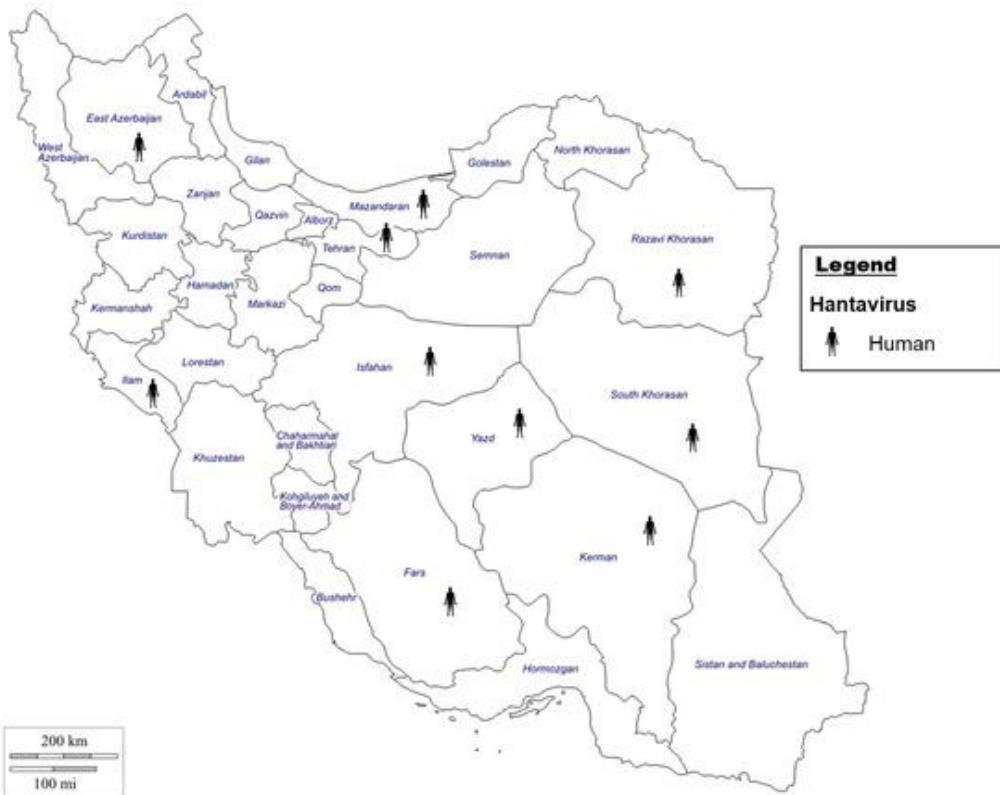 Ardabil
East Azerbaijan
West
Azerbaijan
Gilan
Golestan
North Khorasan
Zanjan
Mazandaran
Qazvin
Alborz
Kurdistan
Tehran
Semnan
Razavi Khorasan
Hamadan
Qom
Markazi
Kermanshah
Lorestan
Isfahan
Ilam
South Khorasan
Chaharmahal
and Bakhtiari
Yazd
Khuzestan
Kohgiluyeh and
Boyer-Ahmad
Kerman
Fars
Bushehr
Hormozgan
Sistan and Baluchestan
Legend
Hantavirus
Human
200 km
100 mi